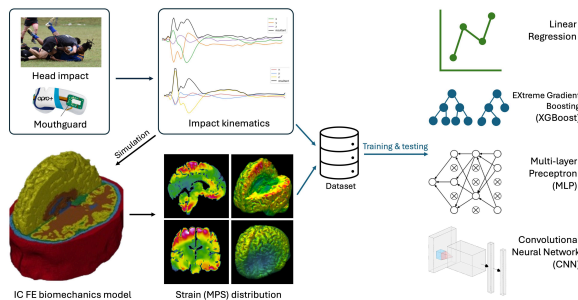 Head impact
opro+
Mouthguard
Impact kinematics
Simulation
IC FE biomechanics model
Strain (MPS) distribution
Dataset
Training & testing
Linear
Regression
EXtreme Gradient
Boosting
(XGBoost)
Multi-layer
Preceptron
(MLP)
Convolutional
Neural Network
(CNN)